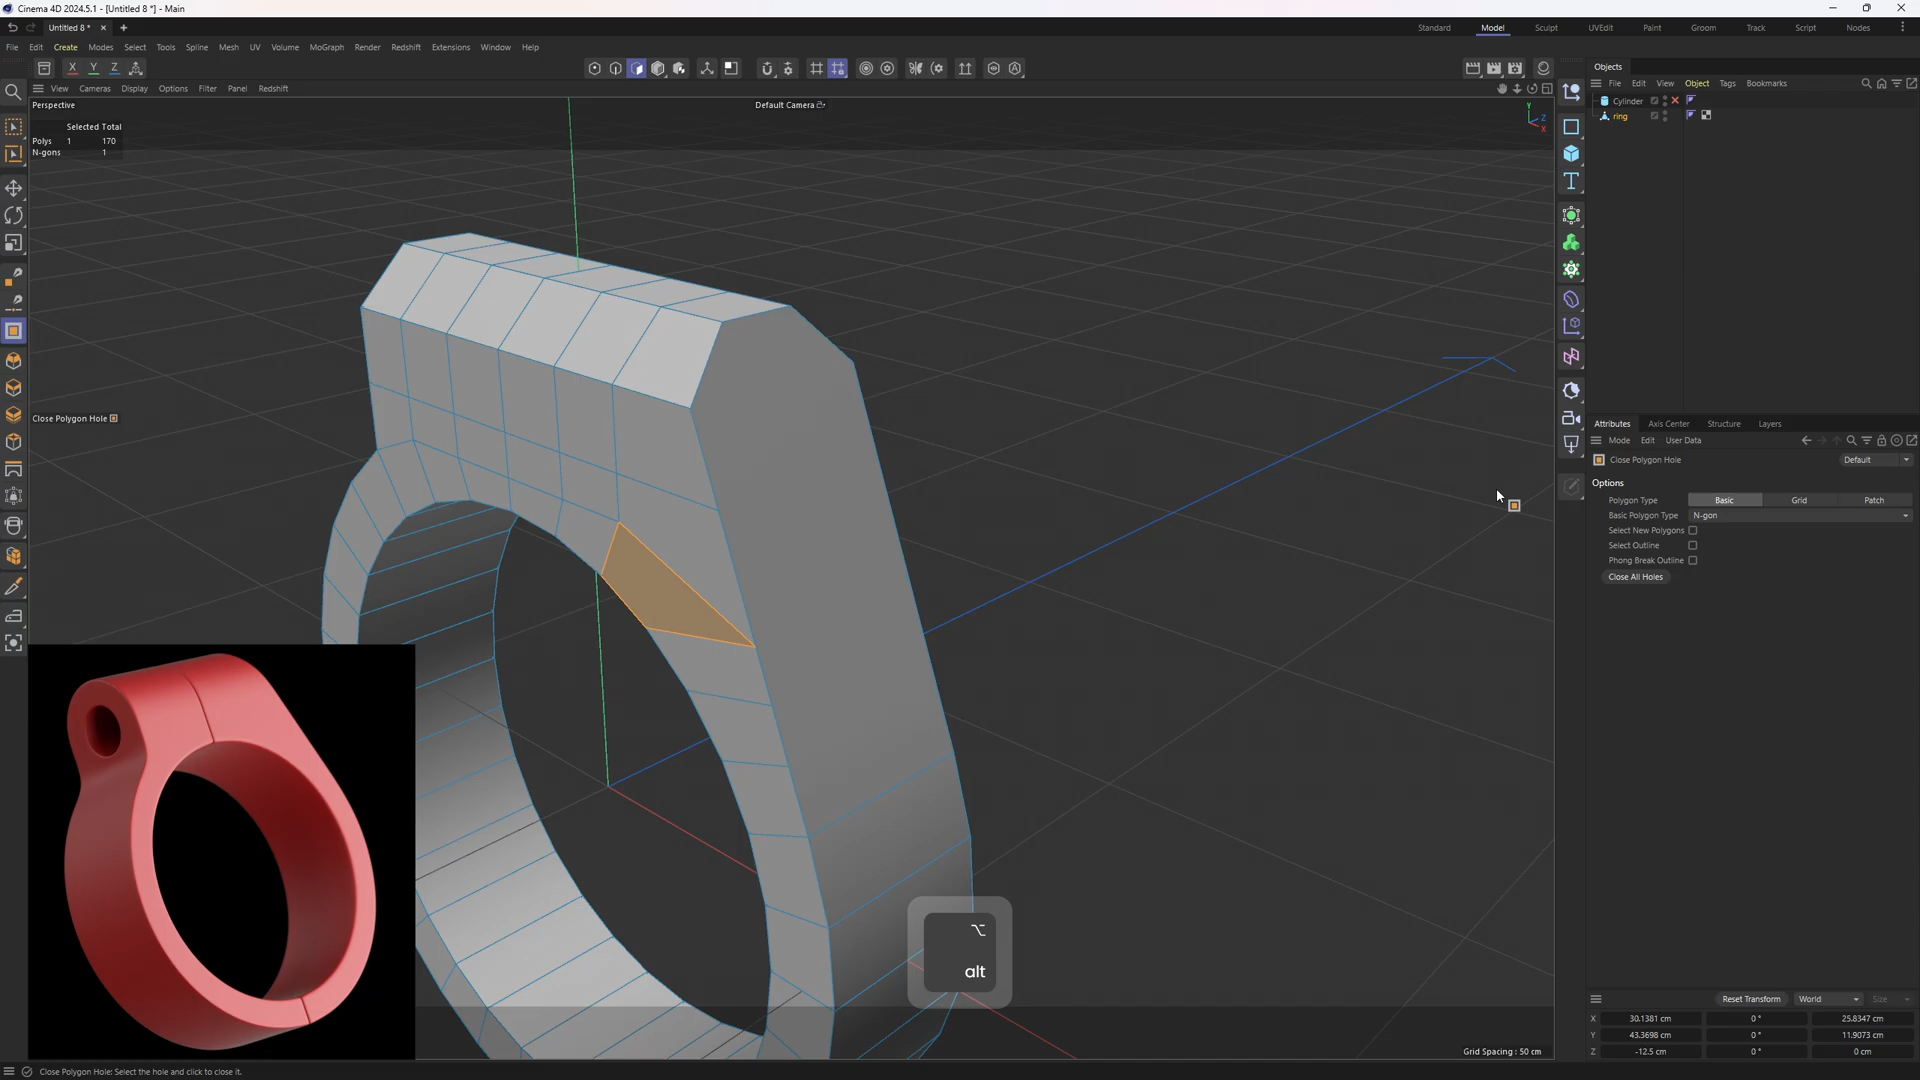 Cinema 4D 2024.5.1 - [Untitled 8 *] - Main
Untitled 8 *
Standard Model Sculpt UVEdit Paint Groom Track Script Nodes
File Edit Create Modes Select Tools Spline Mesh UV Volume MoGraph Render Redshift Extensions Window Help
X Y Z
View Cameras Display Options Filter Panel Redshift
Perspective
Default Camera
Selected Total
Polys 1 170
N-gons 1
Y
Z
X
Close Polygon Hole
alt
Grid Spacing : 50 cm
Close Polygon Hole: Select the hole and click to close it.
Objects
File Edit View Object Tags Bookmarks
Cylinder
ring
Attributes Axis Center Structure Layers
Mode Edit User Data
Close Polygon Hole Default
Options
Polygon Type Basic Grid Patch
Basic Polygon Type N-gon
Select New Polygons
Select Outline
Phong Break Outline
Close All Holes
Reset Transform World Size
X 30.1381 cm 0 ° 25.8347 cm
Y 43.3698 cm 0 ° 11.9073 cm
Z -12.5 cm 0 ° 0 cm